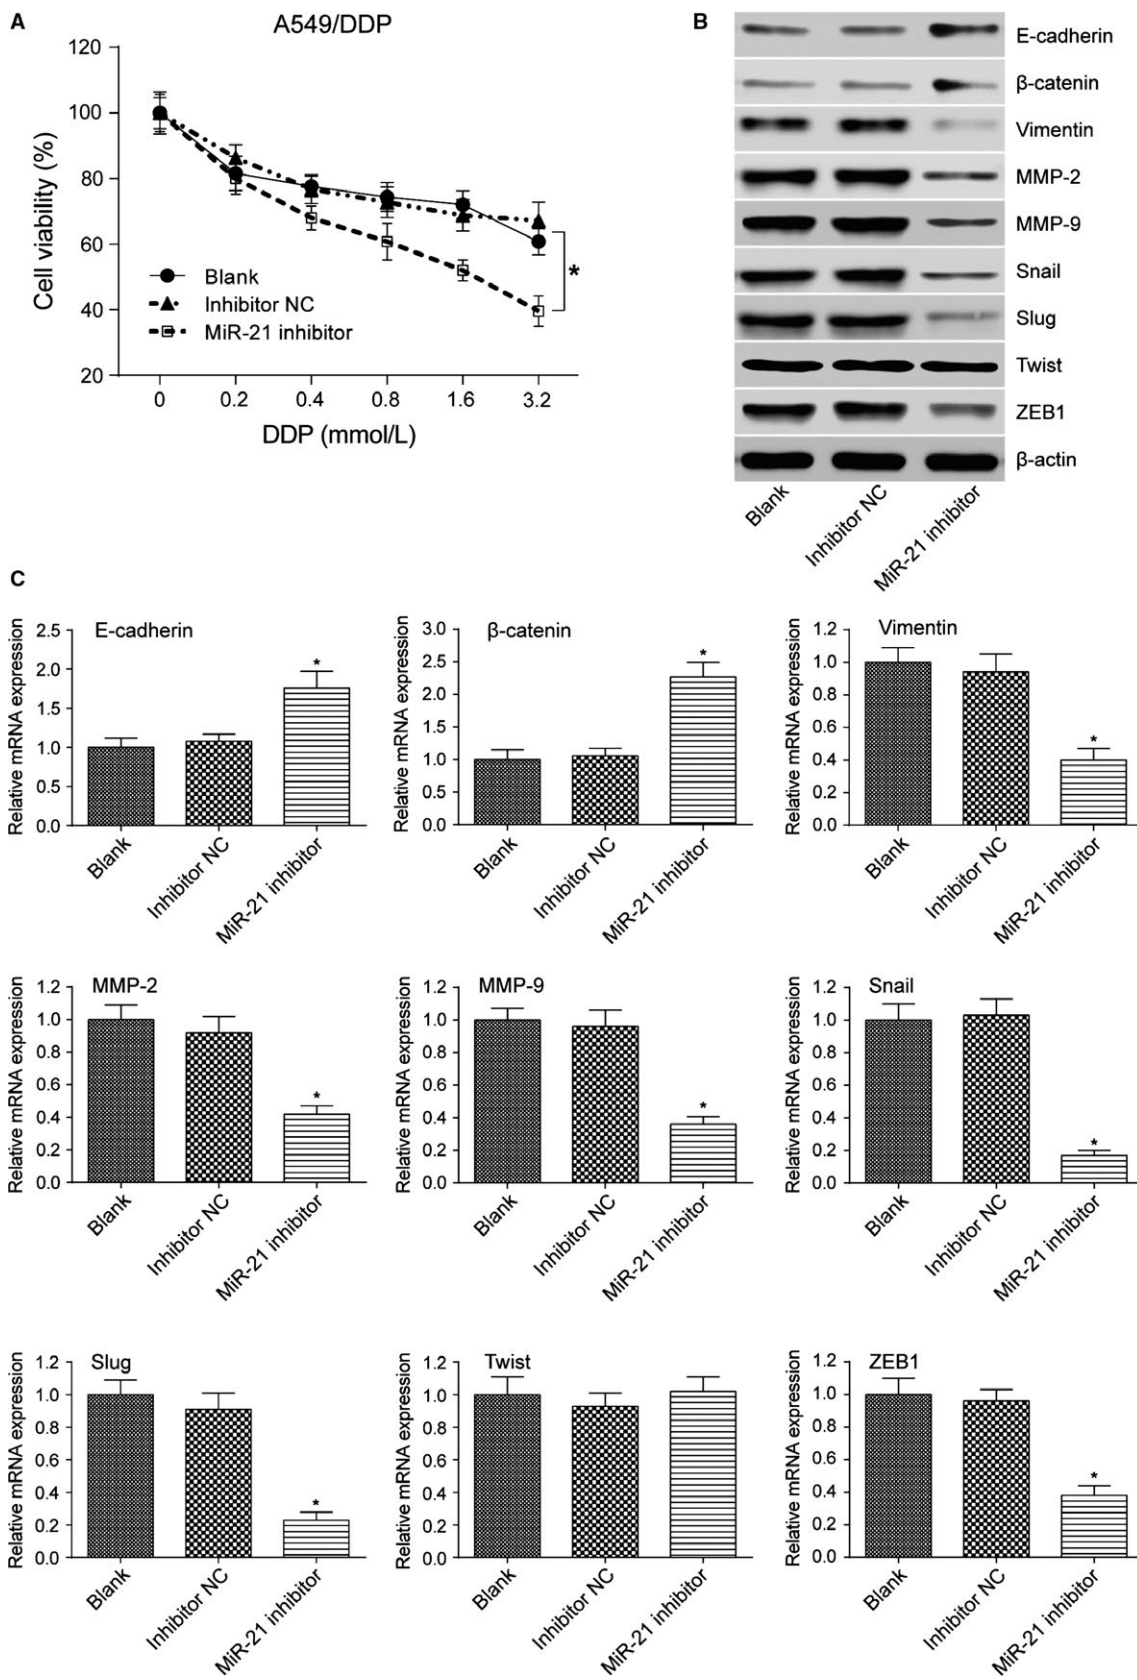 A
A549/DDP
120
100
80
60
40
20
Cell viability (%)
Blank
Inhibitor NC
MiR-21 inhibitor
*
0 0.2 0.4 0.8 1.6 3.2
DDP (mmol/L)
B
E-cadherin
β-catenin
Vimentin
MMP-2
MMP-9
Snail
Slug
Twist
ZEB1
β-actin
Blank
Inhibitor NC
MiR-21 inhibitor
C
E-cadherin
Relative mRNA expression
2.5
2.0
1.5
1.0
0.5
0.0
*
Blank
Inhibitor NC
MiR-21 inhibitor
β-catenin
Relative mRNA expression
3.0
2.5
2.0
1.5
1.0
0.5
0.0
*
Blank
Inhibitor NC
MiR-21 inhibitor
Vimentin
Relative mRNA expression
1.2
1.0
0.8
0.6
0.4
0.2
0.0
*
Blank
Inhibitor NC
MiR-21 inhibitor
MMP-2
Relative mRNA expression
1.2
1.0
0.8
0.6
0.4
0.2
0.0
*
Blank
Inhibitor NC
MiR-21 inhibitor
MMP-9
Relative mRNA expression
1.2
1.0
0.8
0.6
0.4
0.2
0.0
*
Blank
Inhibitor NC
MiR-21 inhibitor
Snail
Relative mRNA expression
1.2
1.0
0.8
0.6
0.4
0.2
0.0
*
Blank
Inhibitor NC
MiR-21 inhibitor
Slug
Relative mRNA expression
1.2
1.0
0.8
0.6
0.4
0.2
0.0
*
Blank
Inhibitor NC
MiR-21 inhibitor
Twist
Relative mRNA expression
1.2
1.0
0.8
0.6
0.4
0.2
0.0
Blank
Inhibitor NC
MiR-21 inhibitor
ZEB1
Relative mRNA expression
1.2
1.0
0.8
0.6
0.4
0.2
0.0
*
Blank
Inhibitor NC
MiR-21 inhibitor